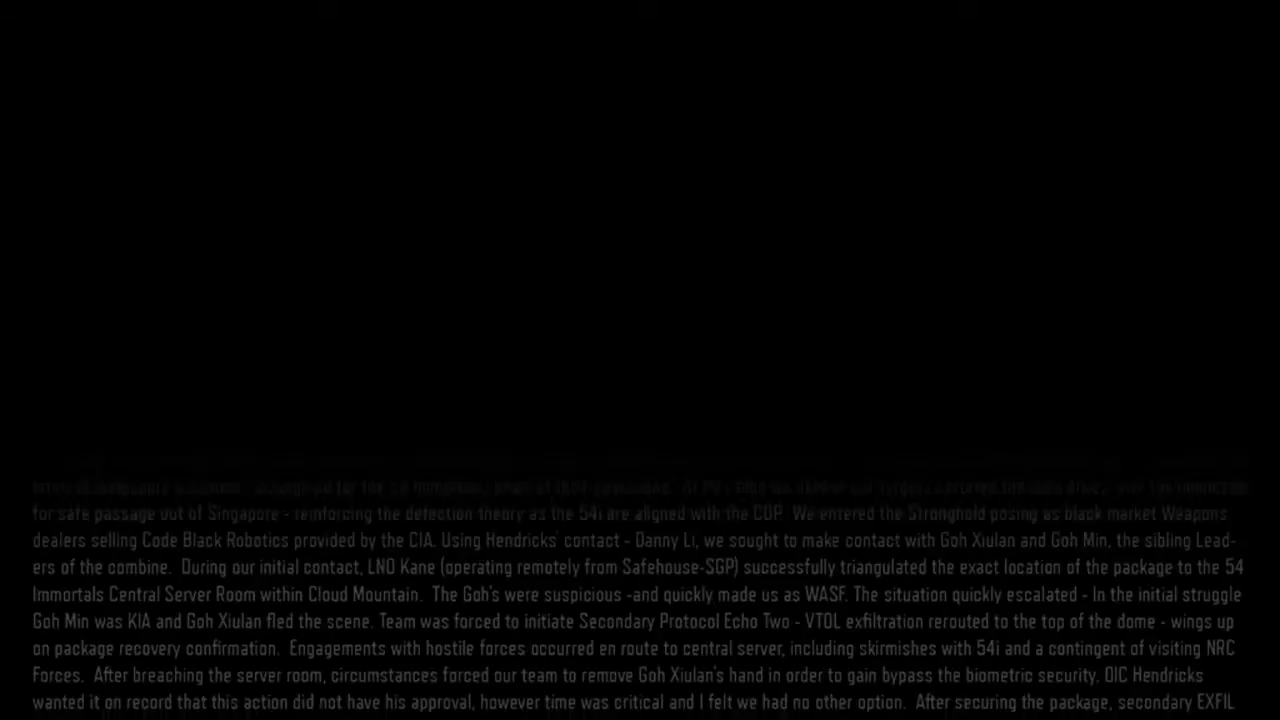 for safe passage out of Singapore - reinforcing the defection theory as the 54i are aligned with the CDP. We entered the Stronghold posing as black market Weapons
dealers selling Code Black Robotics provided by the CIA. Using Hendricks' contact - Danny Li, we sought to make contact with Goh Xiulan and Goh Min, the sibling Lead-
ers of the combine. During our initial contact, LNO Kane (operating remotely from Safehouse-SGP) successfully triangulated the exact location of the package to the 54
Immortals Central Server Room within Cloud Mountain. The Goh's were suspicious -and quickly made us as WASF. The situation quickly escalated - In the initial struggle
Goh Min was KIA and Goh Xiulan fled the scene. Team was forced to initiate Secondary Protocol Echo Two - VTOL exfiltration rerouted to the top of the dome - wings up
on package recovery confirmation. Engagements with hostile forces occurred en route to central server, including skirmishes with 54i and a contingent of visiting NRC
Forces. After breaching the server room, circumstances forced our team to remove Goh Xiulan's hand in order to gain bypass the biometric security. OIC Hendricks
wanted it on record that this action did not have his approval, however time was critical and I felt we had no other option. After securing the package, secondary EXFIL